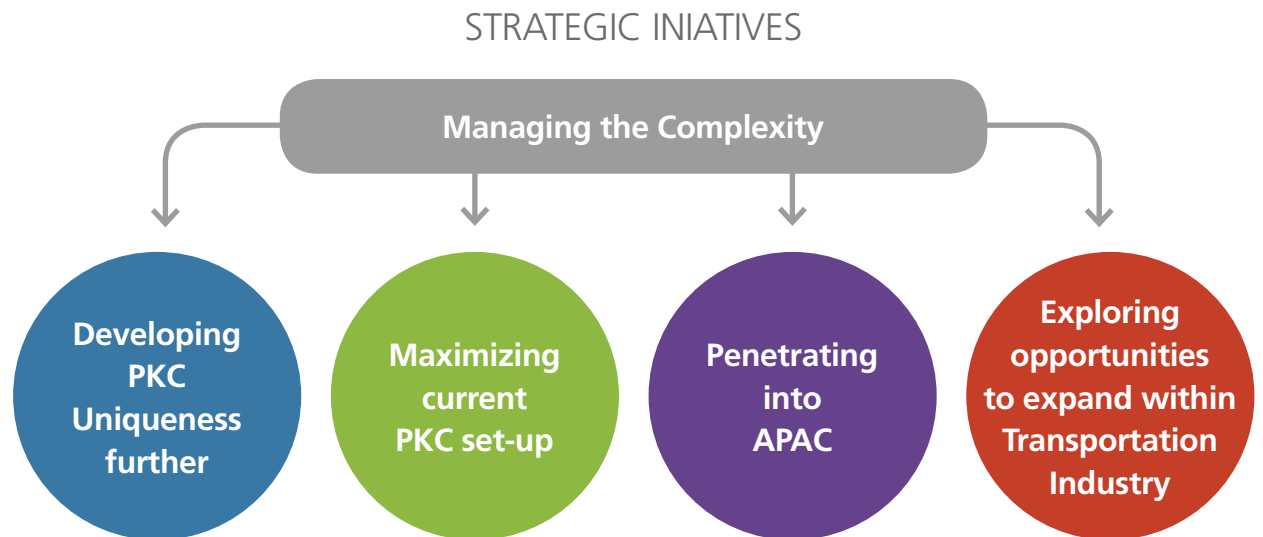 STRATEGIC INIATIVES
Managing the Complexity
Developing
PKC
Uniqueness
further
Maximizing
current
PKC set-up
Penetrating
into
APAC
Exploring
opportunities
to expand within
Transportation
Industry